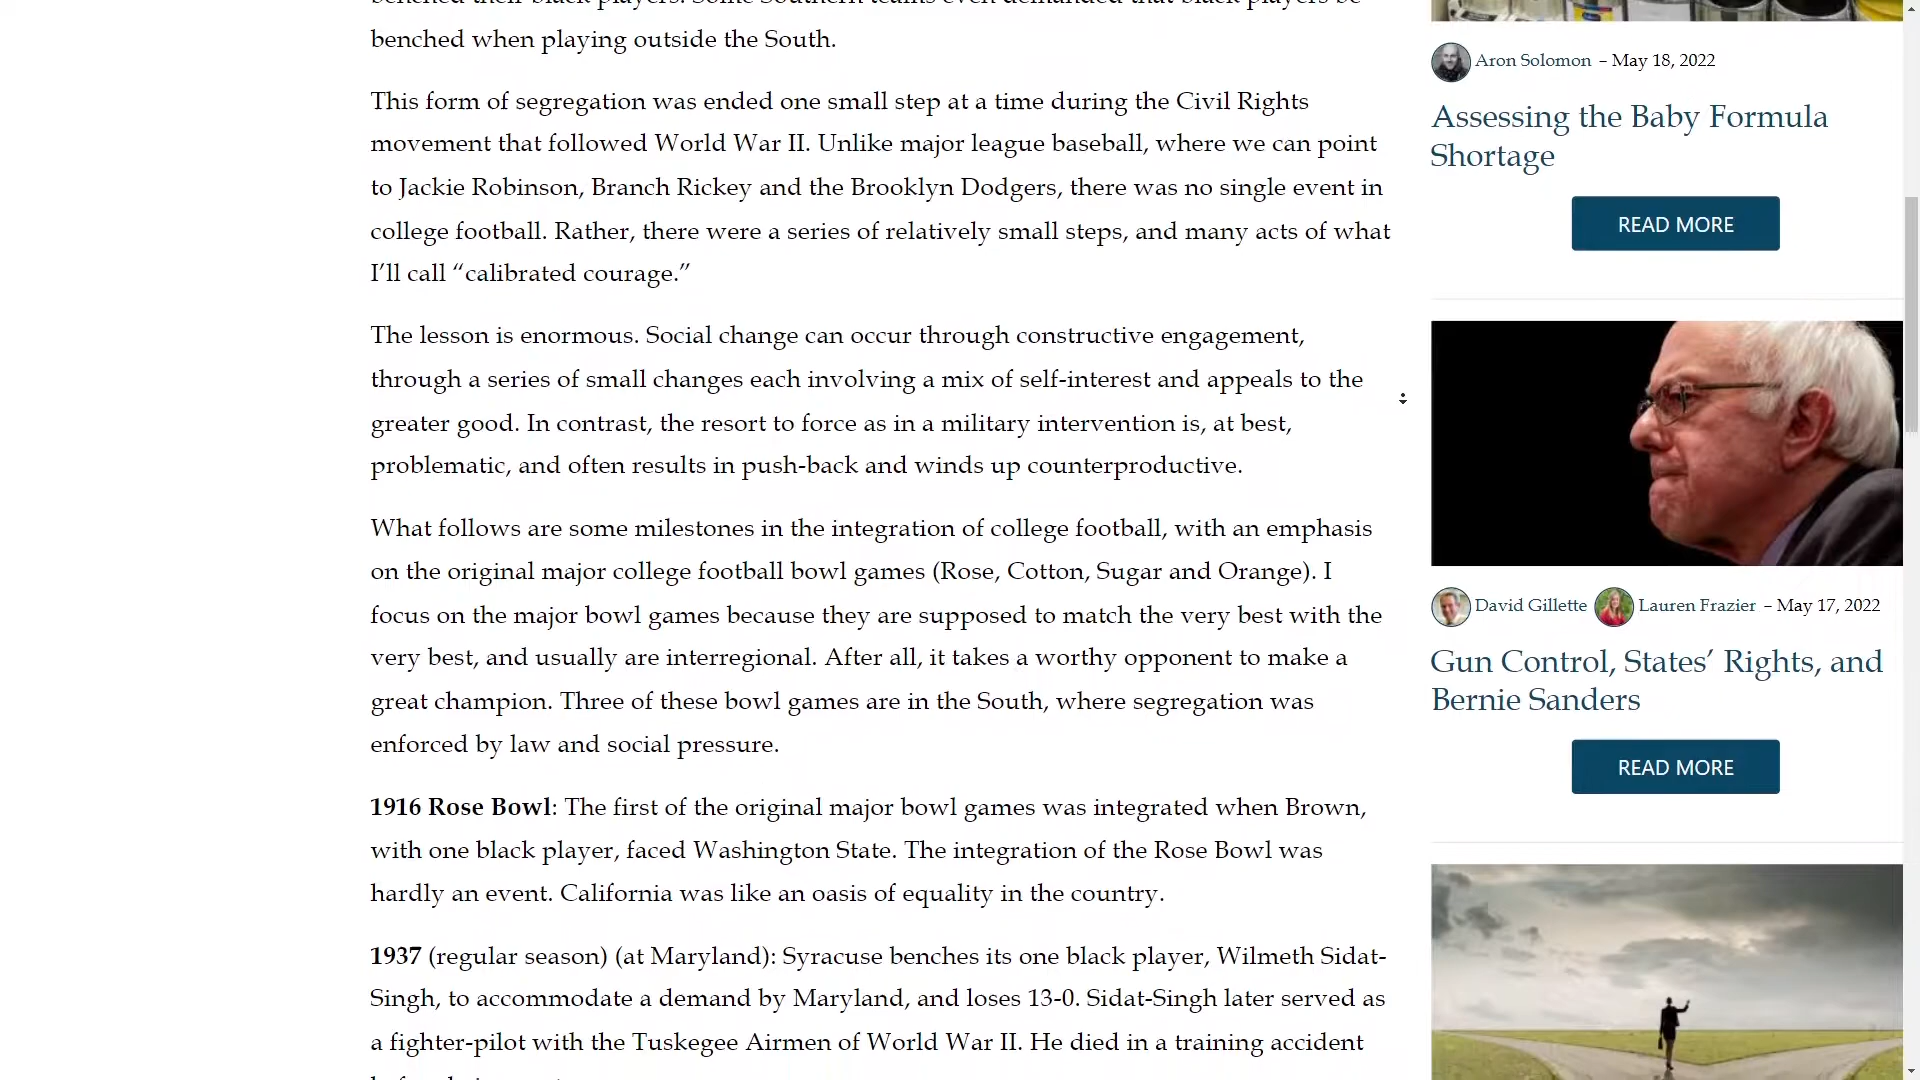 benched their black players. Some Southern teams even demanded that black players be
benched when playing outside the South.
This form of segregation was ended one small step at a time during the Civil Rights
movement that followed World War II. Unlike major league baseball, where we can point
to Jackie Robinson, Branch Rickey and the Brooklyn Dodgers, there was no single event in
college football. Rather, there were a series of relatively small steps, and many acts of what
I’ll call “calibrated courage.”
The lesson is enormous. Social change can occur through constructive engagement,
through a series of small changes each involving a mix of self-interest and appeals to the
greater good. In contrast, the resort to force as in a military intervention is, at best,
problematic, and often results in push-back and winds up counterproductive.
What follows are some milestones in the integration of college football, with an emphasis
on the original major college football bowl games (Rose, Cotton, Sugar and Orange). I
focus on the major bowl games because they are supposed to match the very best with the
very best, and usually are interregional. After all, it takes a worthy opponent to make a
great champion. Three of these bowl games are in the South, where segregation was
enforced by law and social pressure.
1916 Rose Bowl: The first of the original major bowl games was integrated when Brown,
with one black player, faced Washington State. The integration of the Rose Bowl was
hardly an event. California was like an oasis of equality in the country.
1937 (regular season) (at Maryland): Syracuse benches its one black player, Wilmeth Sidat-
Singh, to accommodate a demand by Maryland, and loses 13-0. Sidat-Singh later served as
a fighter-pilot with the Tuskegee Airmen of World War II. He died in a training accident
Aron Solomon – May 18, 2022
Assessing the Baby Formula
Shortage
READ MORE
David Gillette Lauren Frazier – May 17, 2022
Gun Control, States’ Rights, and
Bernie Sanders
READ MORE